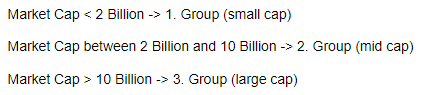 Market Cap < 2 Billion -> 1. Group (small cap)
Market Cap between 2 Billion and 10 Billion -> 2. Group (mid cap)
Market Cap > 10 Billion -> 3. Group (large cap)